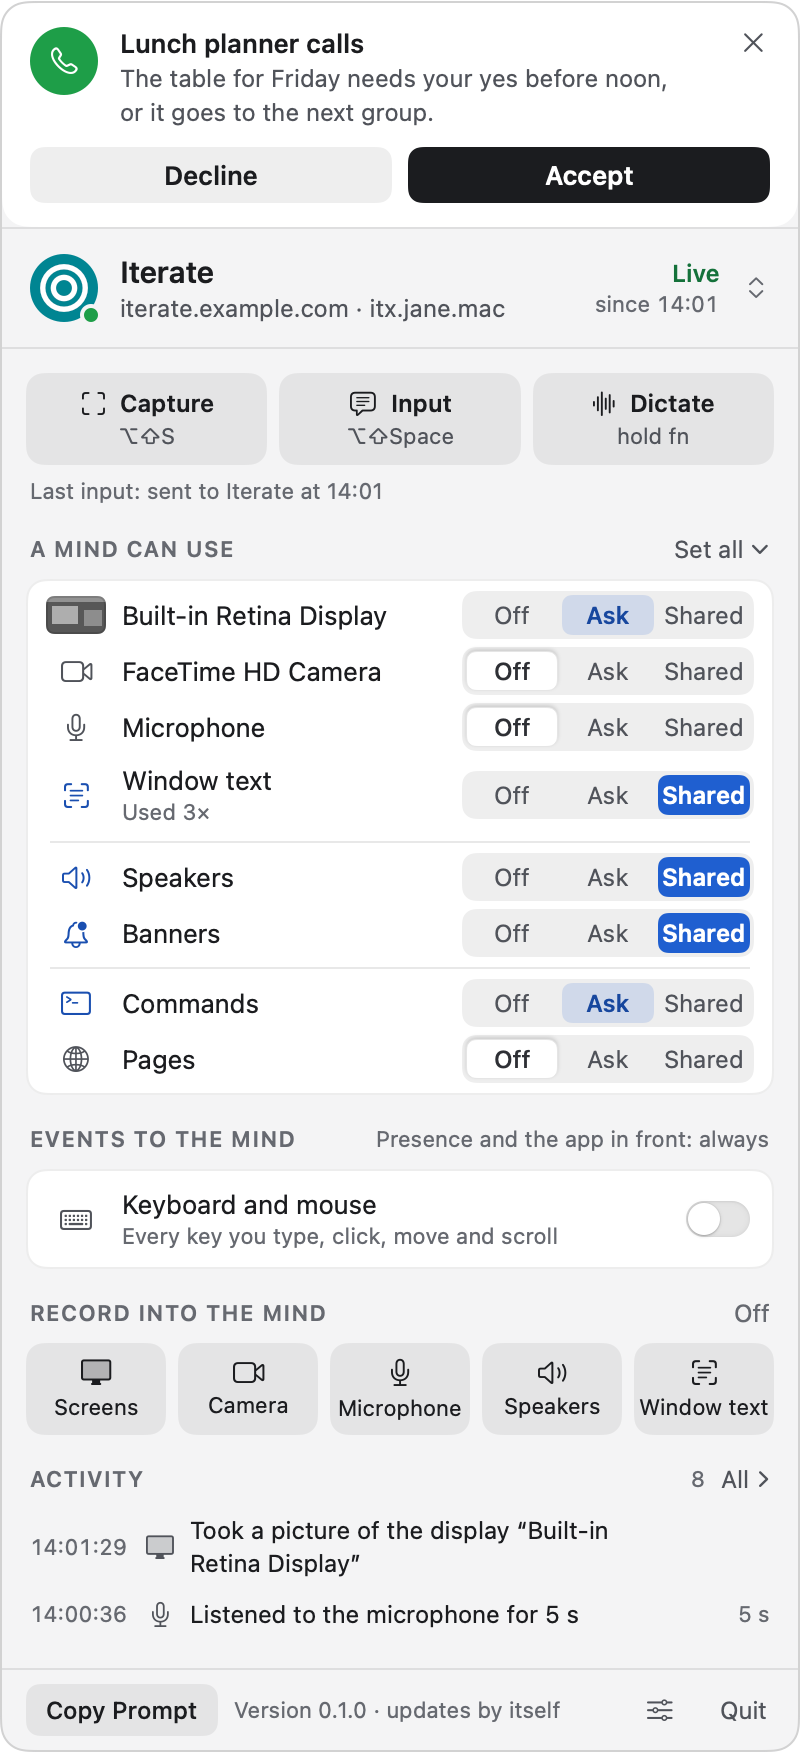 Lunch planner calls
The table for Friday needs your yes before noon,
or it goes to the next group.
Decline
Accept
Iterate
iterate.example.com · itx.jane.mac
Live
since 14:01
Capture
⌥⇧S
Input
⌥⇧Space
Dictate
hold fn
Last input: sent to Iterate at 14:01
A MIND CAN USE
Set all
Built-in Retina Display
Off Ask Shared
FaceTime HD Camera
Off Ask Shared
Microphone
Off Ask Shared
Window text
Used 3×
Off Ask Shared
Speakers
Off Ask Shared
Banners
Off Ask Shared
Commands
Off Ask Shared
Pages
Off Ask Shared
EVENTS TO THE MIND
Presence and the app in front: always
Keyboard and mouse
Every key you type, click, move and scroll
RECORD INTO THE MIND
Off
Screens
Camera
Microphone
Speakers
Window text
ACTIVITY
8 All
14:01:29
Took a picture of the display “Built-in
Retina Display”
14:00:36
Listened to the microphone for 5 s
5 s
Copy Prompt
Version 0.1.0 · updates by itself
Quit